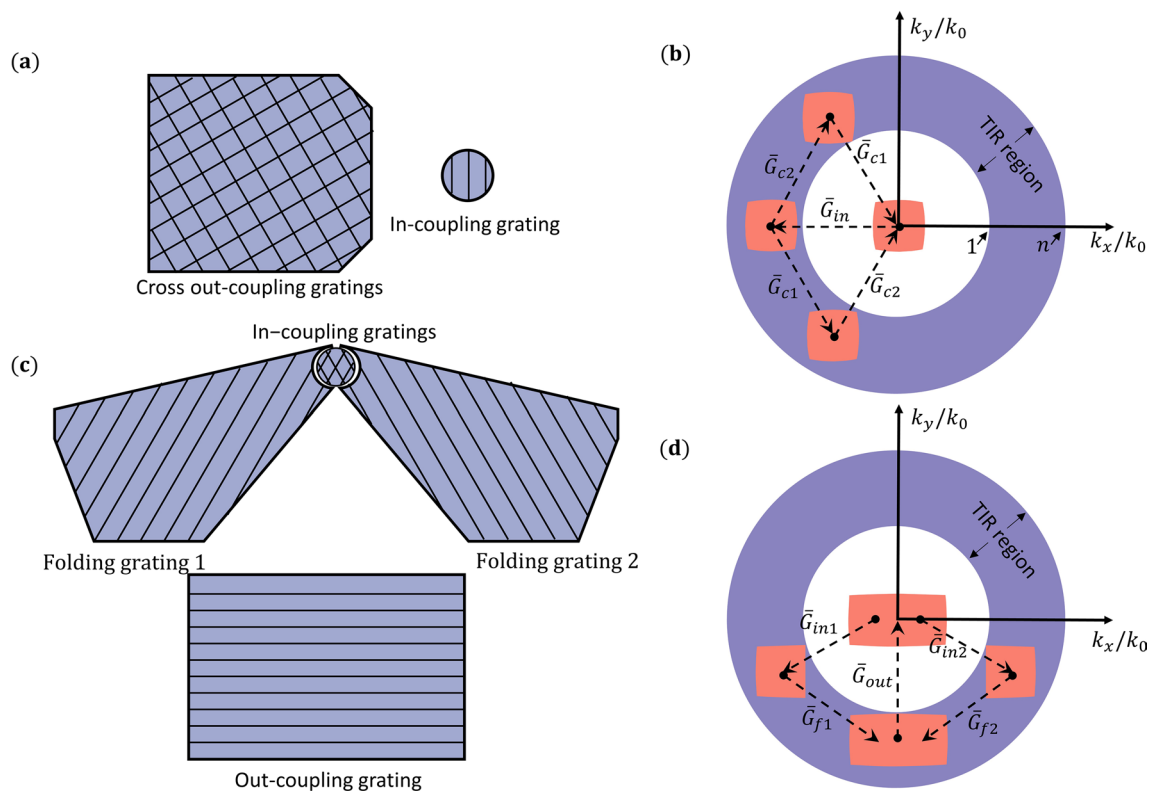 (a)
In-coupling grating
Cross out-coupling gratings
(b)
k_y/k_0
TIR region
Ḡ_c1
Ḡ_c2
Ḡ_in
1
n
k_x/k_0
Ḡ_c1
Ḡ_c2
(c)
In−coupling gratings
Folding grating 1
Folding grating 2
Out-coupling grating
(d)
k_y/k_0
TIR region
Ḡ_in1
Ḡ_in2
k_x/k_0
Ḡ_out
Ḡ_f1
Ḡ_f2